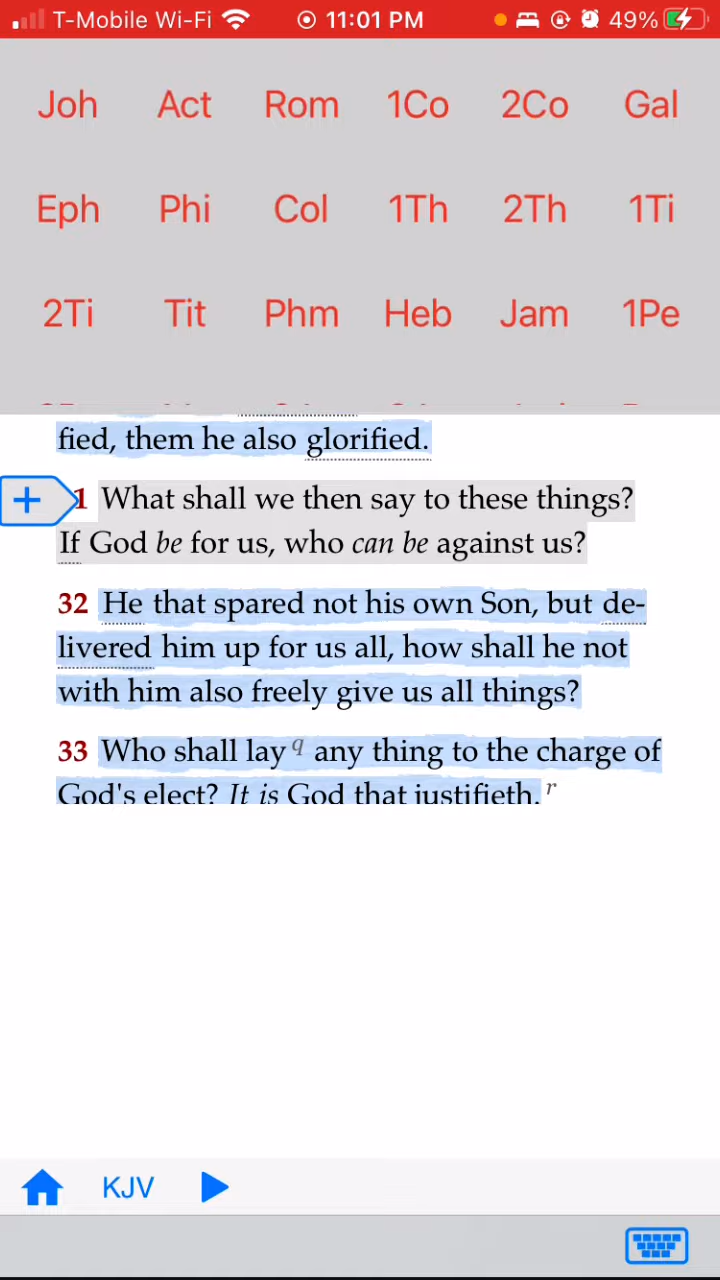 T-Mobile Wi-Fi 11:01 PM 49%
Joh Act Rom 1Co 2Co Gal
Eph Phi Col 1Th 2Th 1Ti
2Ti Tit Phm Heb Jam 1Pe
fied, them he also glorified.
1 What shall we then say to these things?
If God be for us, who can be against us?
32 He that spared not his own Son, but de-
livered him up for us all, how shall he not
with him also freely give us all things?
33 Who shall lay q any thing to the charge of
God's elect? It is God that justifieth. r
KJV